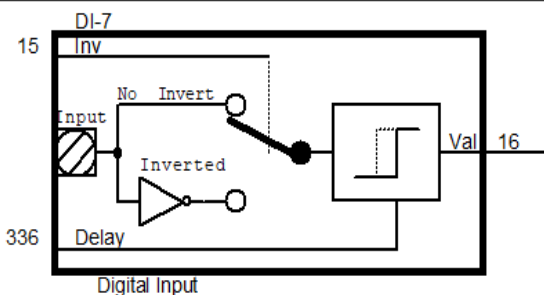 DI-7
15 Inv
No Invert
Input
Inverted
Val 16
336 Delay
Digital Input